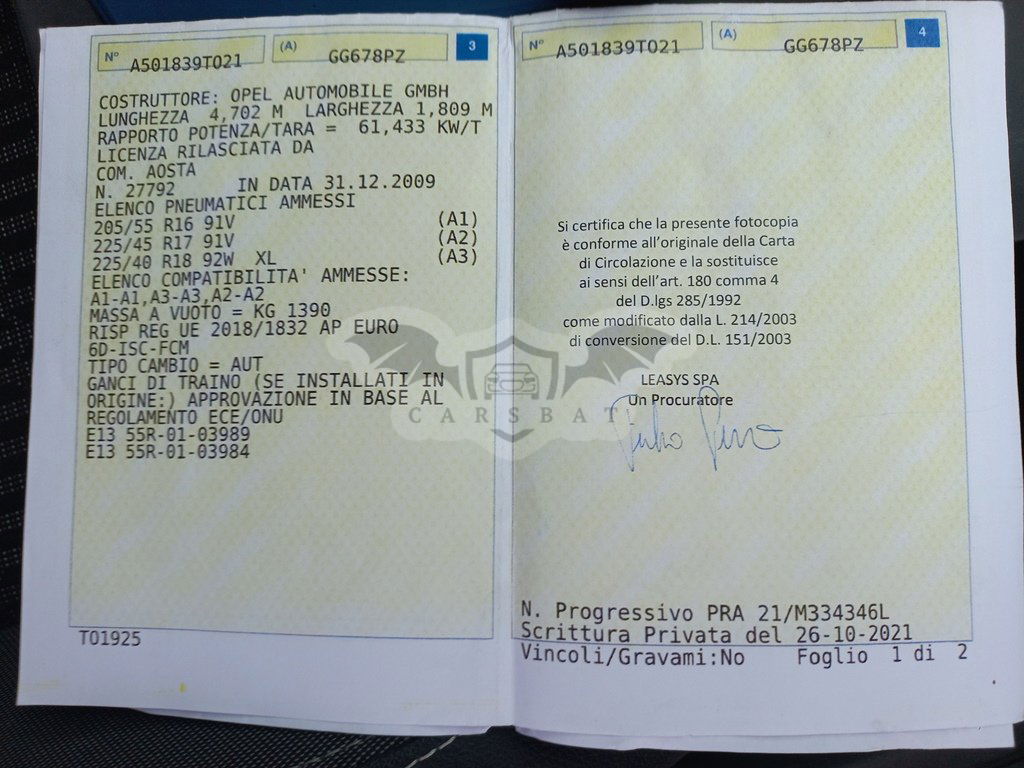 Nº A501839T021
(A) GG678PZ
3
COSTRUTTORE: OPEL AUTOMOBILE GMBH
LUNGHEZZA 4,702 M LARGHEZZA 1,809 M
RAPPORTO POTENZA/TARA = 61,433 KW/T
LICENZA RILASCIATA DA
COM. AOSTA
N. 27792 IN DATA 31.12.2009
ELENCO PNEUMATICI AMMESSI
205/55 R16 91V (A1)
225/45 R17 91V (A2)
225/40 R18 92W XL (A3)
ELENCO COMPATIBILITA' AMMESSE:
A1-A1,A3-A3,A2-A2
MASSA A VUOTO = KG 1390
RISP REG UE 2018/1832 AP EURO
6D-ISC-FCM
TIPO CAMBIO = AUT
GANCI DI TRAINO (SE INSTALLATI IN
ORIGINE:) APPROVAZIONE IN BASE AL
REGOLAMENTO ECE/ONU
E13 55R-01-03989
E13 55R-01-03984
T01925
Nº A501839T021
(A) GG678PZ
4
Si certifica che la presente fotocopia
è conforme all'originale della Carta
di Circolazione e la sostituisce
ai sensi dell'art. 180 comma 4
del D.lgs 285/1992
come modificato dalla L. 214/2003
di conversione del D.L. 151/2003
LEASYS SPA
Un Procuratore
N. Progressivo PRA 21/M334346L
Scrittura Privata del 26-10-2021
Vincoli/Gravami:No Foglio 1 di 2
CARSBAT